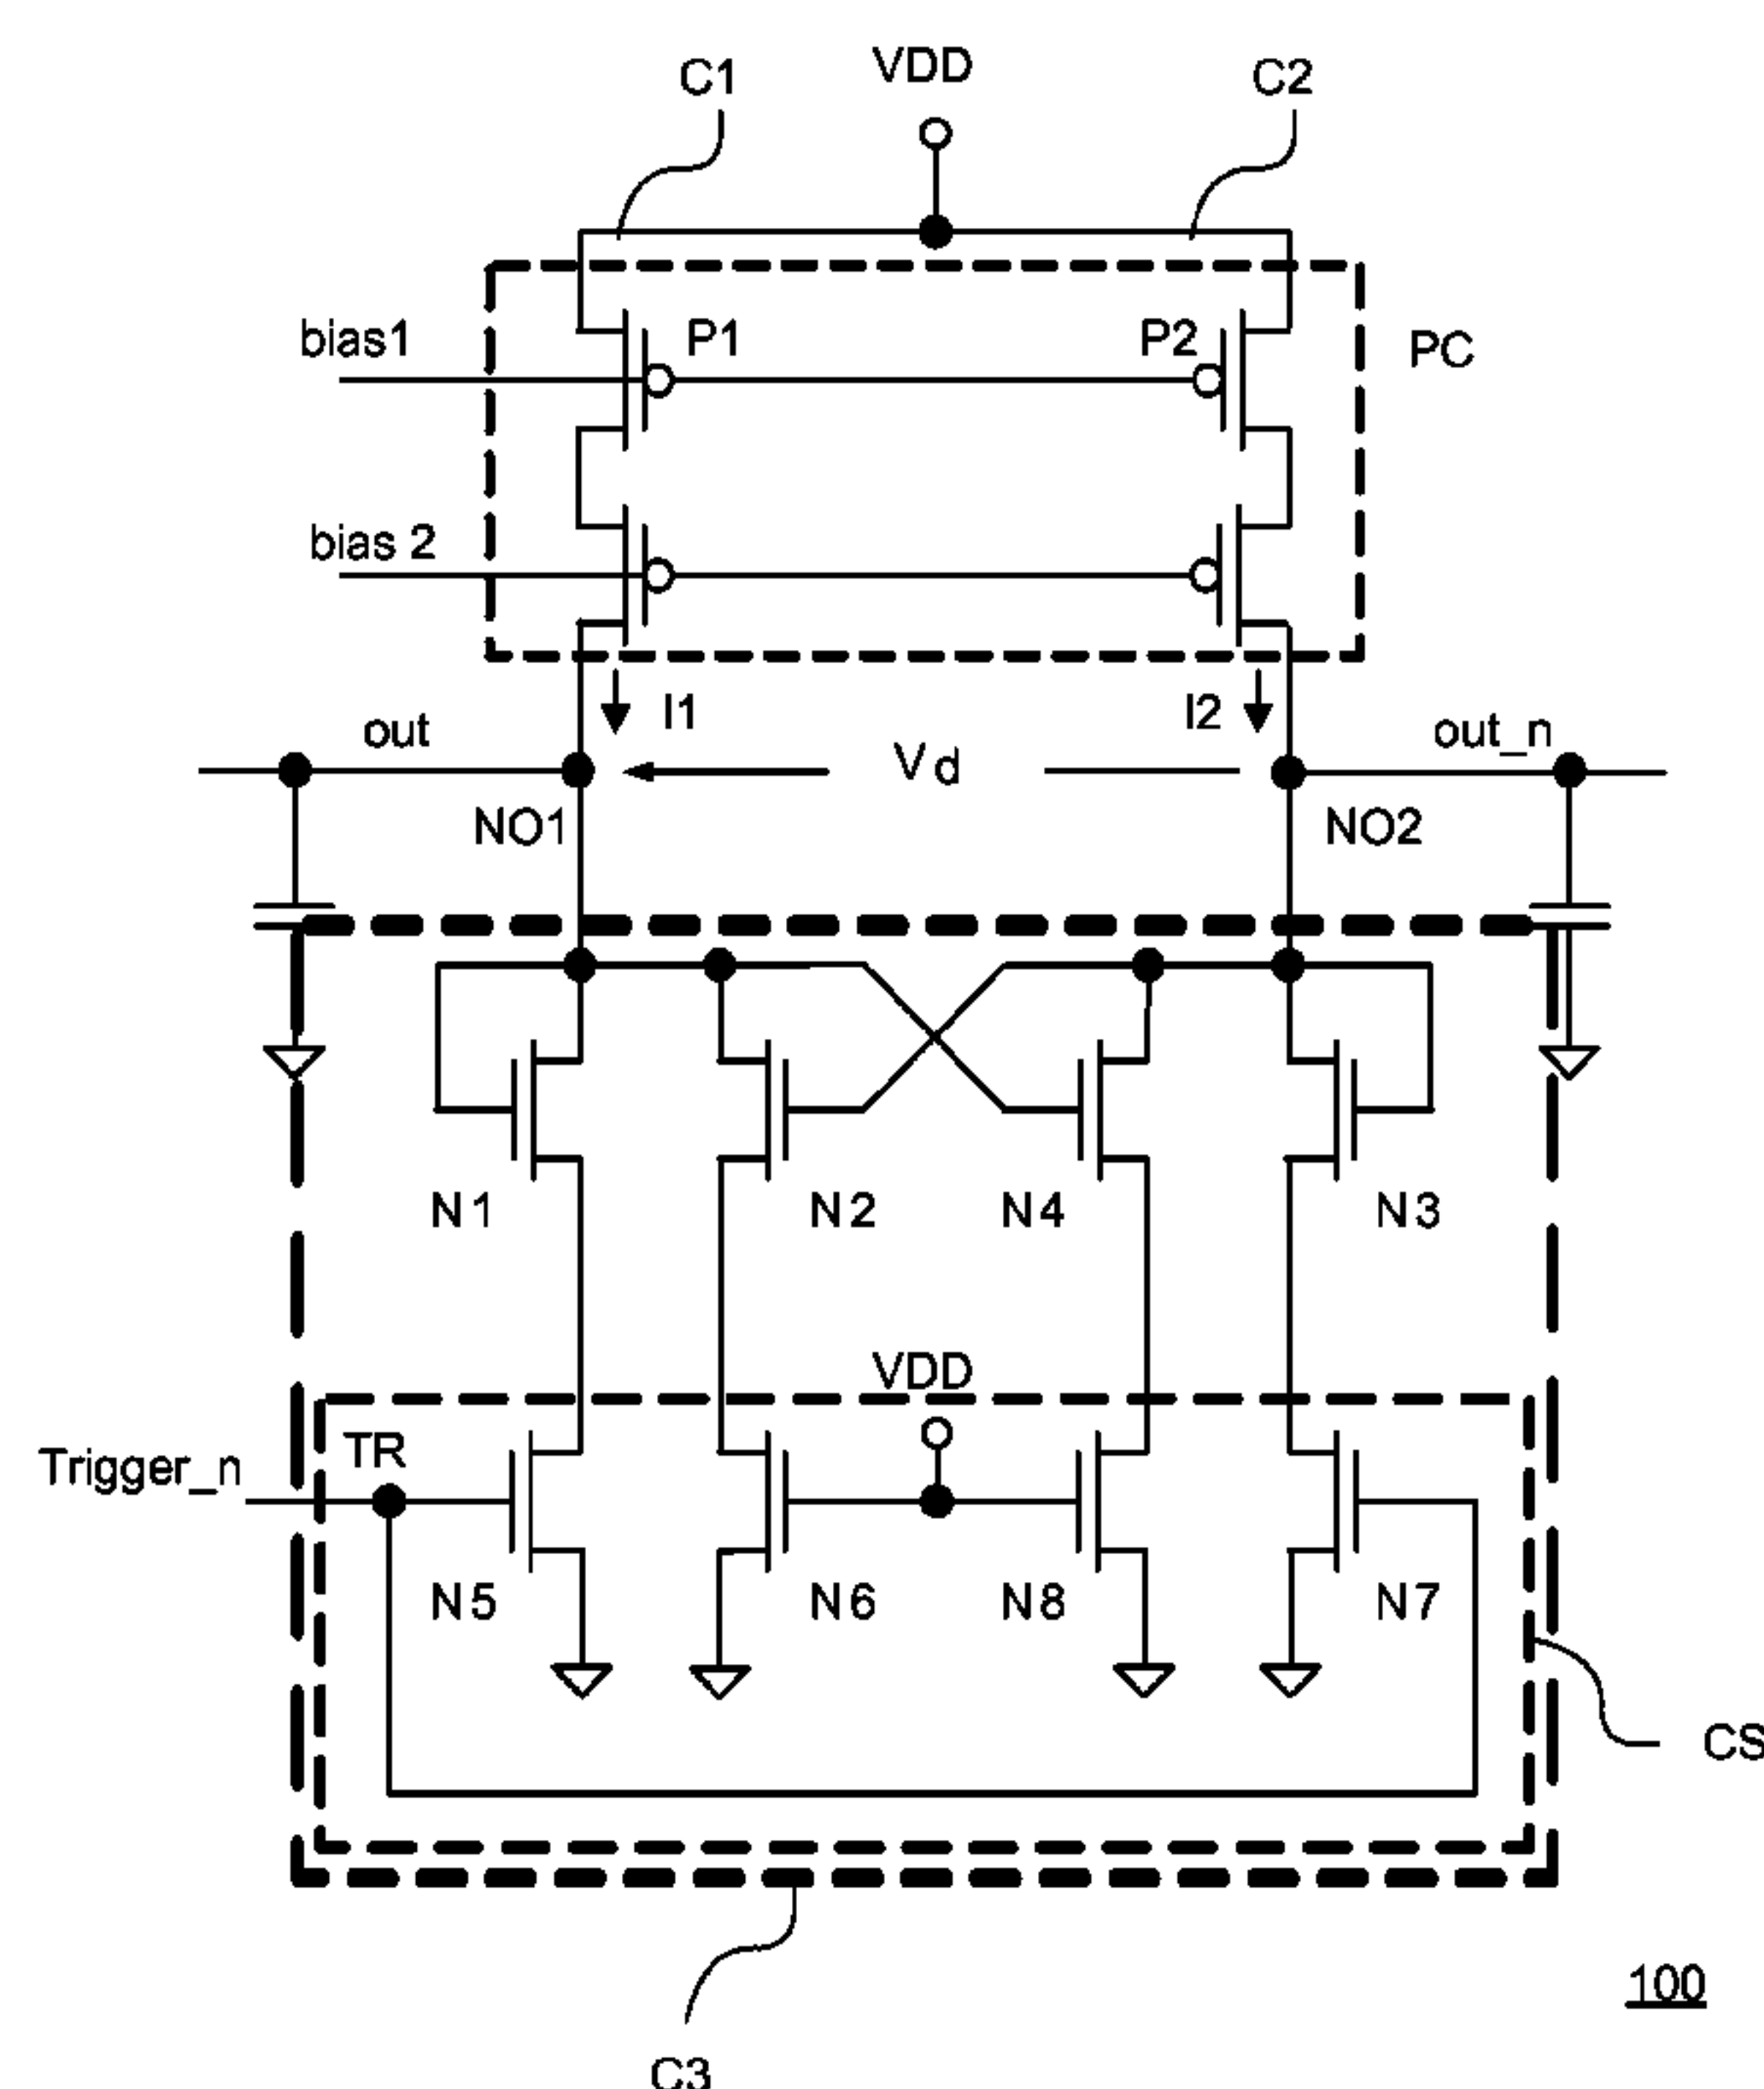 C1
VDD
C2
bias1
P1
P2
PC
bias 2
I1
I2
out
Vd
out_n
NO1
NO2
N1
N2
N4
N3
VDD
Trigger_n
TR
N5
N6
N8
N7
CS
100
C3